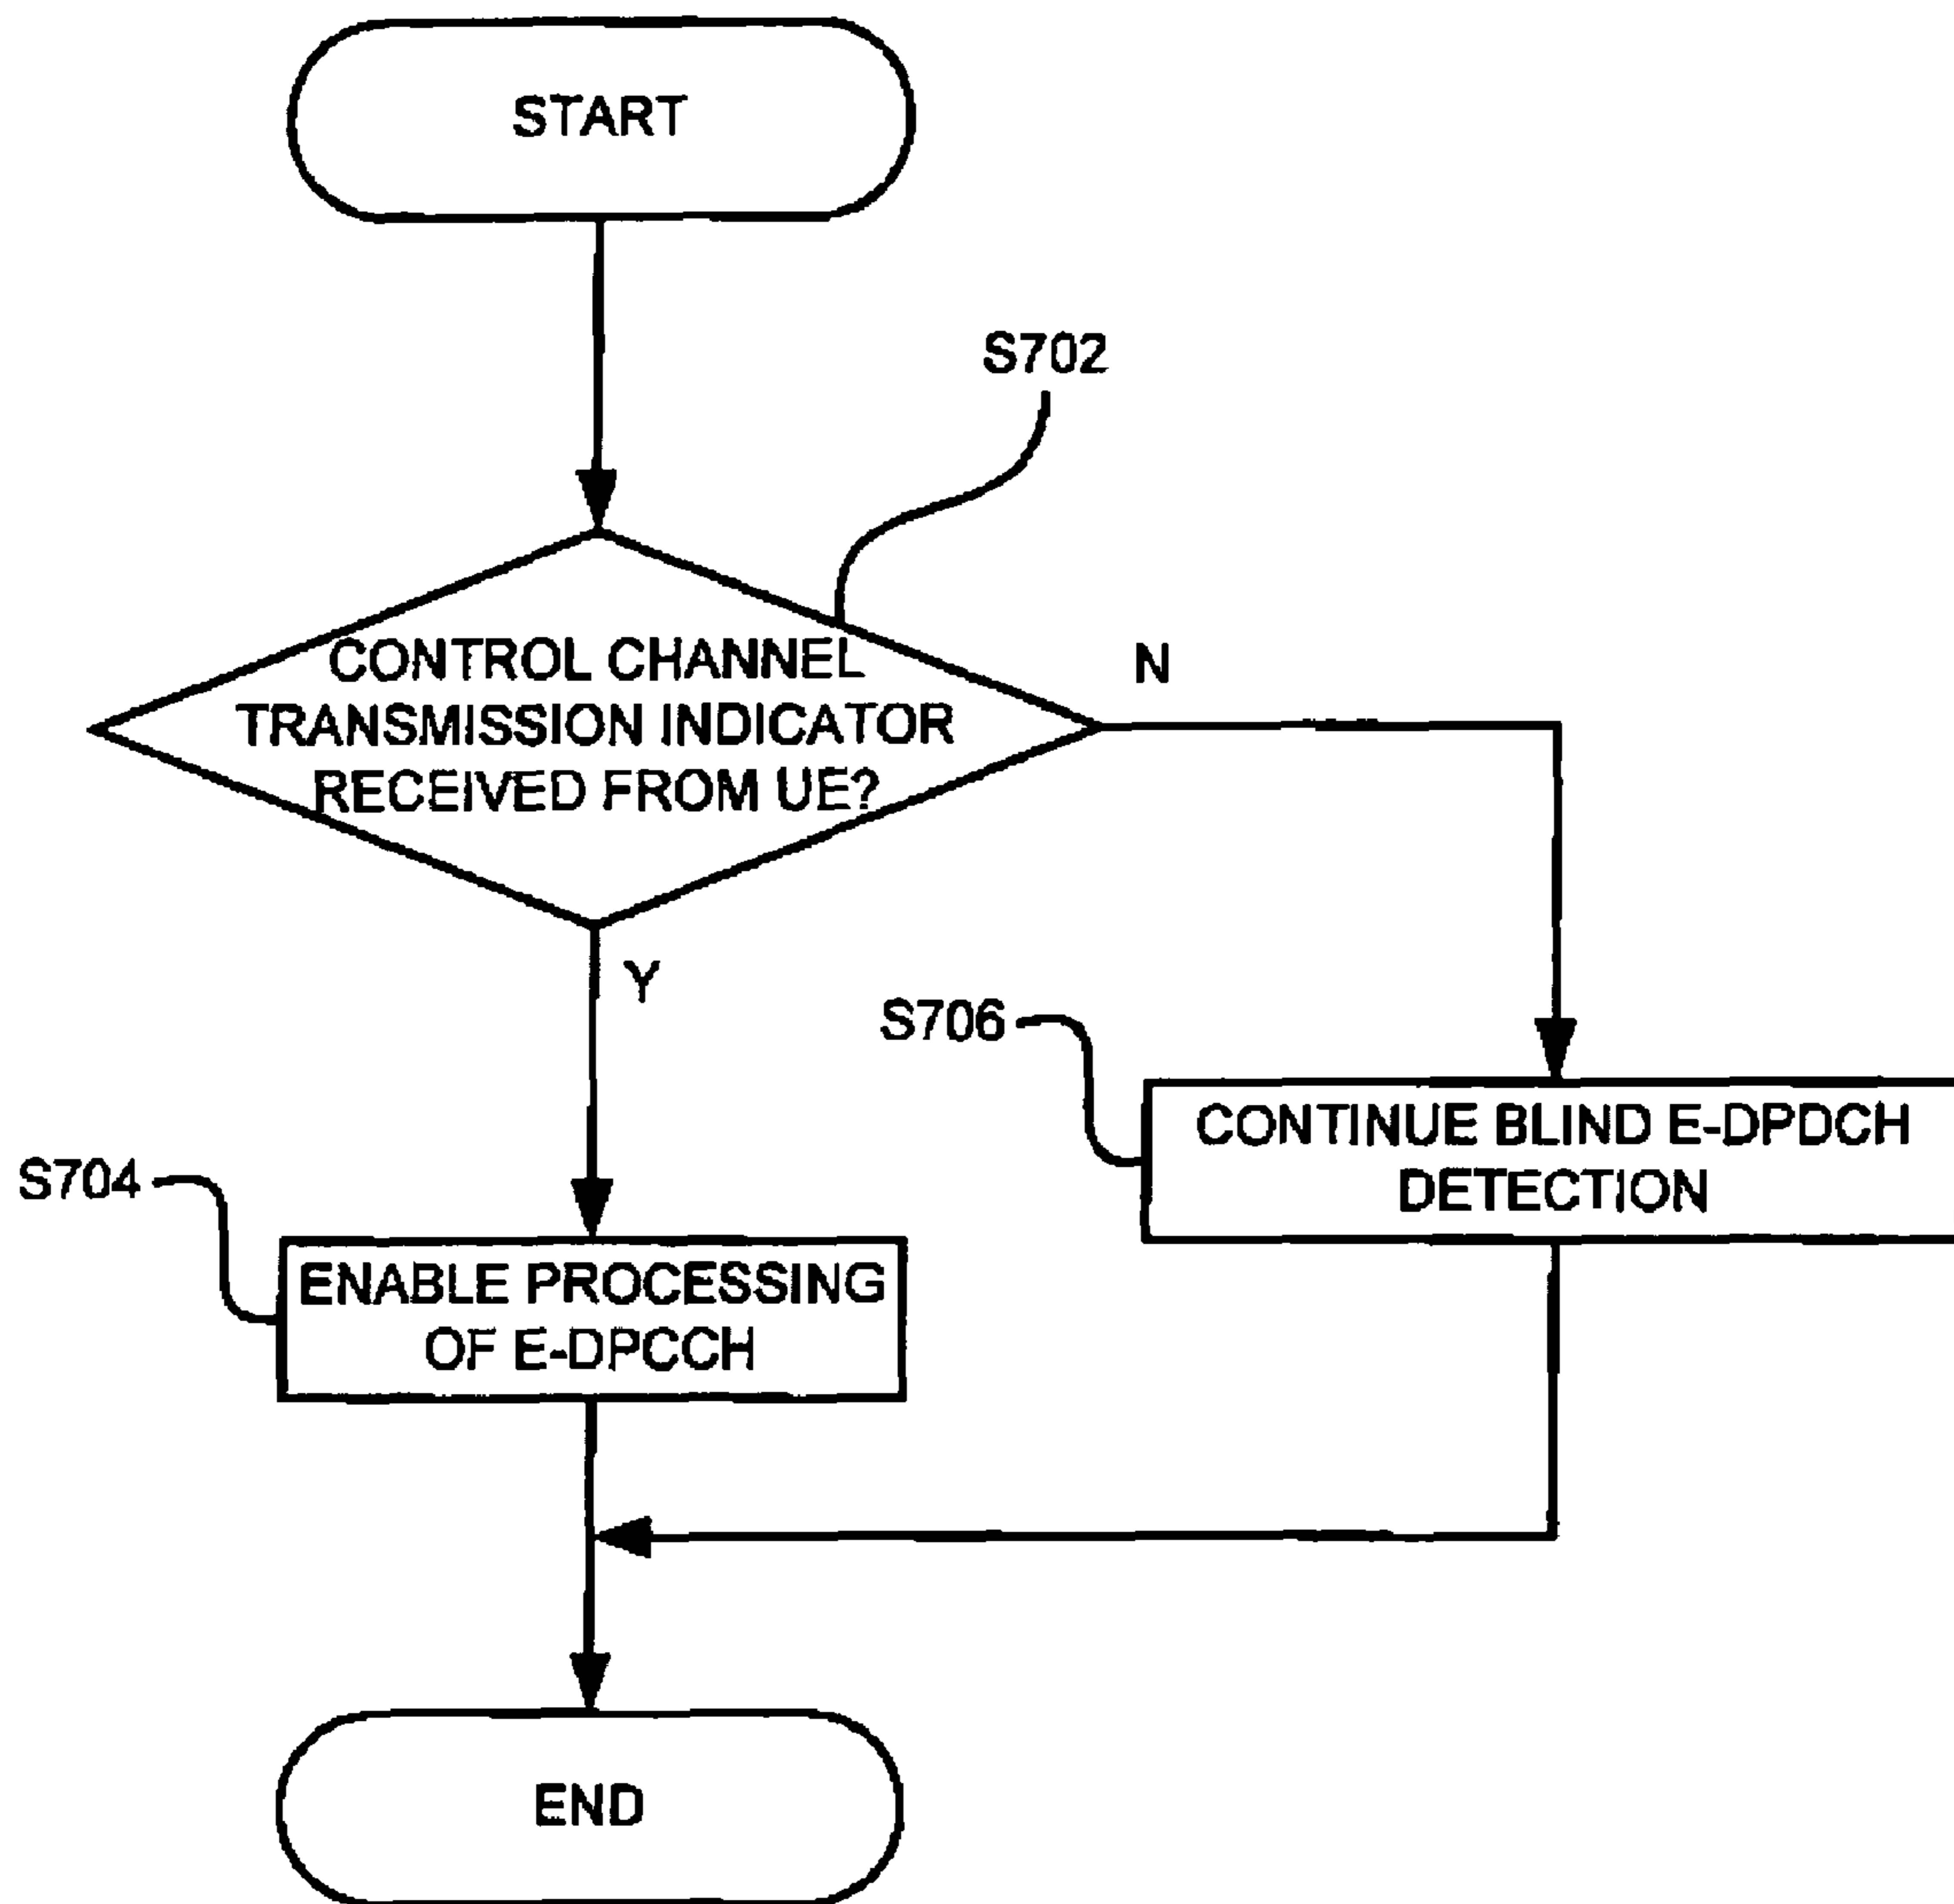 START
S702
CONTROL CHANNEL
TRANSMISSION INDICATOR
RECEIVED FROM UE?
N
Y
S706
CONTINUE BLIND E-DPDCH
DETECTION
S704
ENABLE PROCESSING
OF E-DPCCH
END